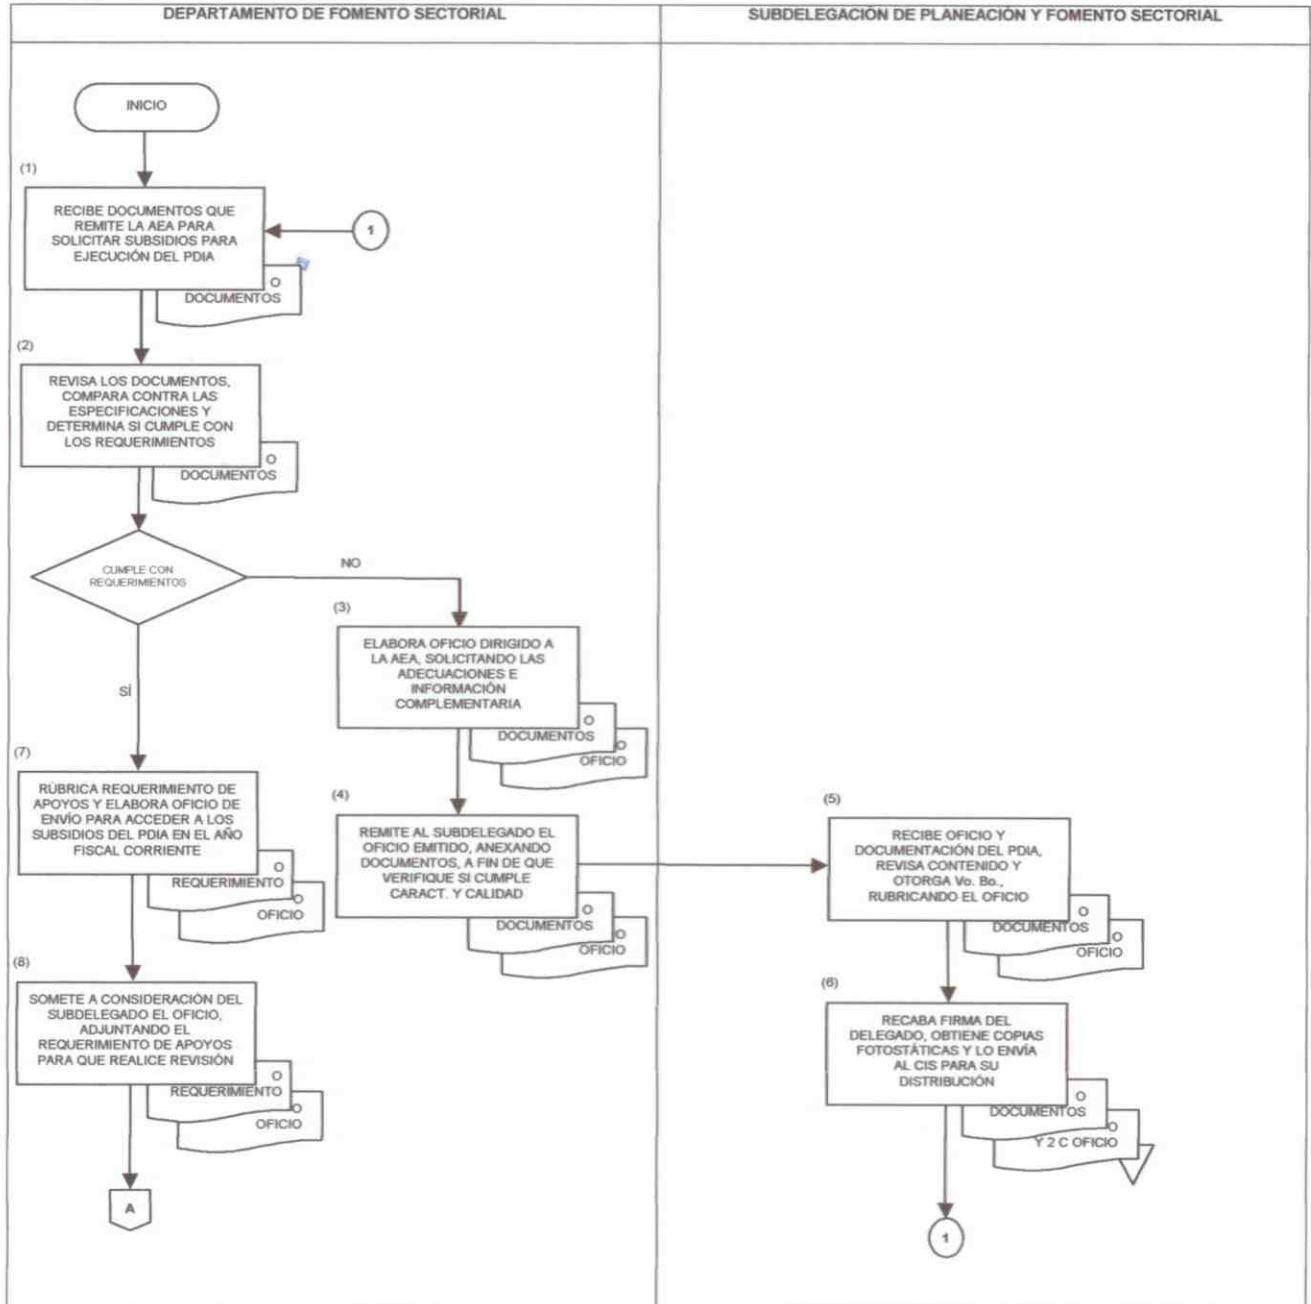 DEPARTAMENTO DE FOMENTO SECTORIAL
SUBDELEGACIÓN DE PLANEACIÓN Y FOMENTO SECTORIAL
INICIO
(1)
RECIBE DOCUMENTOS QUE
REMITE LA AEA PARA
SOLICITAR SUBSIDIOS PARA
EJECUCIÓN DEL PDIA
1
O
DOCUMENTOS
(2)
REVISA LOS DOCUMENTOS,
COMPARA CONTRA LAS
ESPECIFICACIONES Y
DETERMINA SI CUMPLE CON
LOS REQUERIMIENTOS
O
DOCUMENTOS
CUMPLE CON
REQUERIMIENTOS
NO
SÍ
(3)
ELABORA OFICIO DIRIGIDO A
LA AEA, SOLICITANDO LAS
ADECUACIONES E
INFORMACIÓN
COMPLEMENTARIA
O
DOCUMENTOS
O
OFICIO
(4)
REMITE AL SUBDELEGADO EL
OFICIO EMITIDO, ANEXANDO
DOCUMENTOS, A FIN DE QUE
VERIFIQUE SI CUMPLE
CARACT. Y CALIDAD
O
DOCUMENTOS
O
OFICIO
(5)
RECIBE OFICIO Y
DOCUMENTACIÓN DEL PDIA,
REVISA CONTENIDO Y
OTORGA Vo. Bo.,
RUBRICANDO EL OFICIO
O
DOCUMENTOS
O
OFICIO
(6)
RECABA FIRMA DEL
DELEGADO, OBTIENE COPIAS
FOTOSTÁTICAS Y LO ENVÍA
AL CIS PARA SU
DISTRIBUCIÓN
O
DOCUMENTOS
O
Y 2 C OFICIO
1
(7)
RÚBRICA REQUERIMIENTO DE
APOYOS Y ELABORA OFICIO DE
ENVÍO PARA ACCEDER A LOS
SUBSIDIOS DEL PDIA EN EL AÑO
FISCAL CORRIENTE
O
REQUERIMIENTO
O
OFICIO
(8)
SOMETE A CONSIDERACIÓN DEL
SUBDELEGADO EL OFICIO,
ADJUNTANDO EL
REQUERIMIENTO DE APOYOS
PARA QUE REALICE REVISIÓN
O
REQUERIMIENTO
O
OFICIO
A